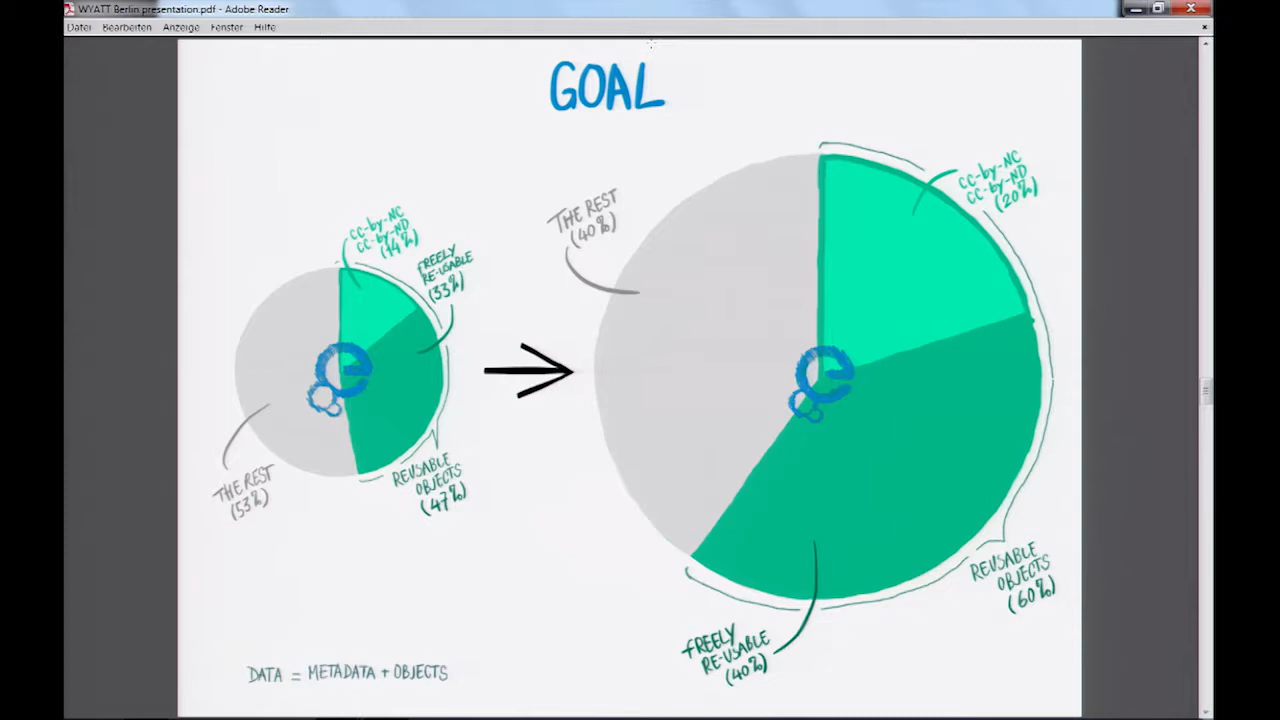 WYATT Berlin presentation.pdf - Adobe Reader
Datei Bearbeiten Anzeige Fenster Hilfe
GOAL
CC-by-NC
CC-by-ND
(14%)
FREELY
RE-USABLE
(33%)
THE REST
(53%)
REUSABLE
OBJECTS
(47%)
THE REST
(40%)
CC-by-NC
CC-by-ND
(20%)
REUSABLE
OBJECTS
(60%)
FREELY
RE-USABLE
(40%)
DATA = METADATA + OBJECTS